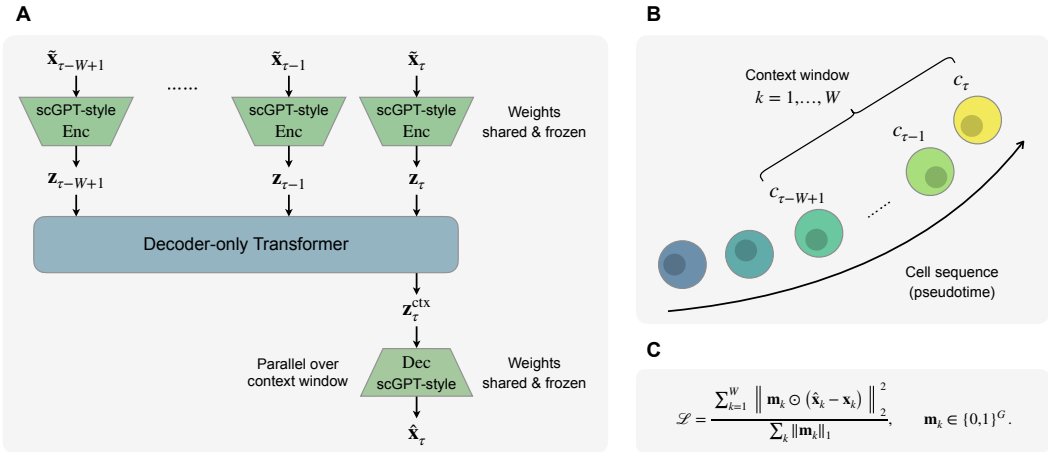 A
x̃_{τ−W+1}
......
x̃_{τ−1}
x̃_τ
scGPT-style
Enc
scGPT-style
Enc
scGPT-style
Enc
Weights
shared & frozen
z_{τ−W+1}
z_{τ−1}
z_τ
Decoder-only Transformer
z_τ^{ctx}
Parallel over
context window
Dec
scGPT-style
Weights
shared & frozen
x̂_τ
B
Context window
k = 1,…, W
c_τ
c_{τ−1}
c_{τ−W+1}
......
Cell sequence
(pseudotime)
C
ℒ = \frac{∑_{k=1}^{W} ‖ m_k ⊙ (x̂_k − x_k) ‖_2^2}{∑_k ‖m_k‖_1}, m_k ∈ {0,1}^G .